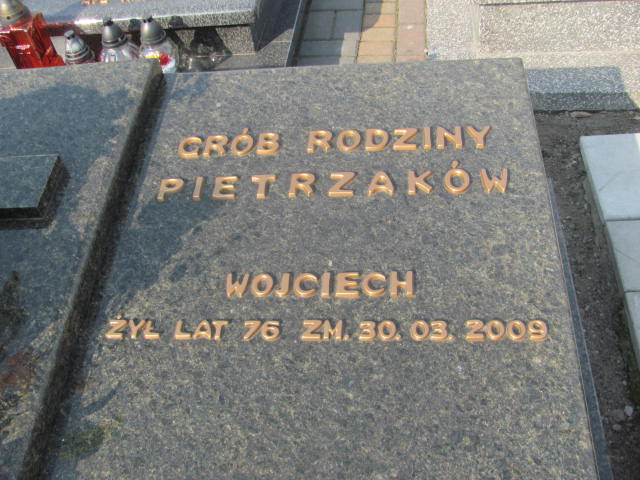 GRÓB RODZINY
PIETRZAKÓW
WOJCIECH
ŻYŁ LAT 76 ZM. 30. 03. 2009